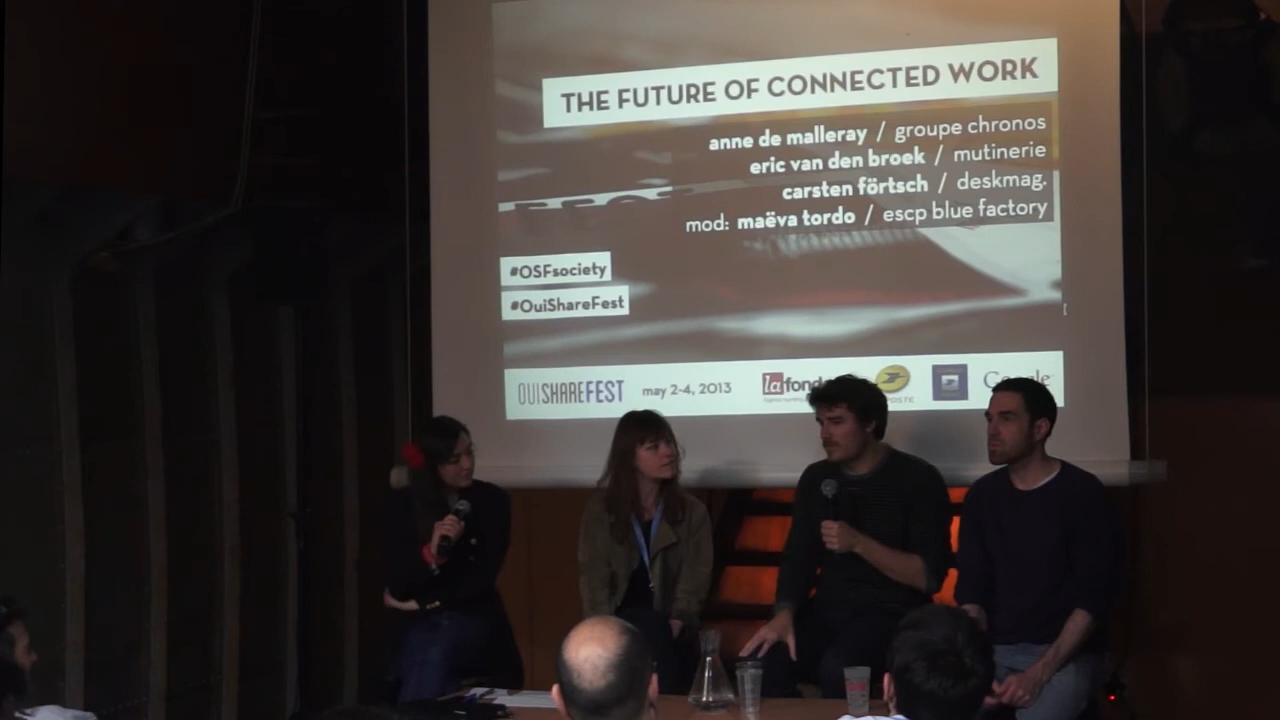 THE FUTURE OF CONNECTED WORK
anne de malleray / groupe chronos
eric van den broek / mutinerie
carsten förtsch / deskmag.
mod: maëva tordo / escp blue factory
#OSFsociety
#OuiShareFest
OUISHAREFEST may 2-4, 2013 la